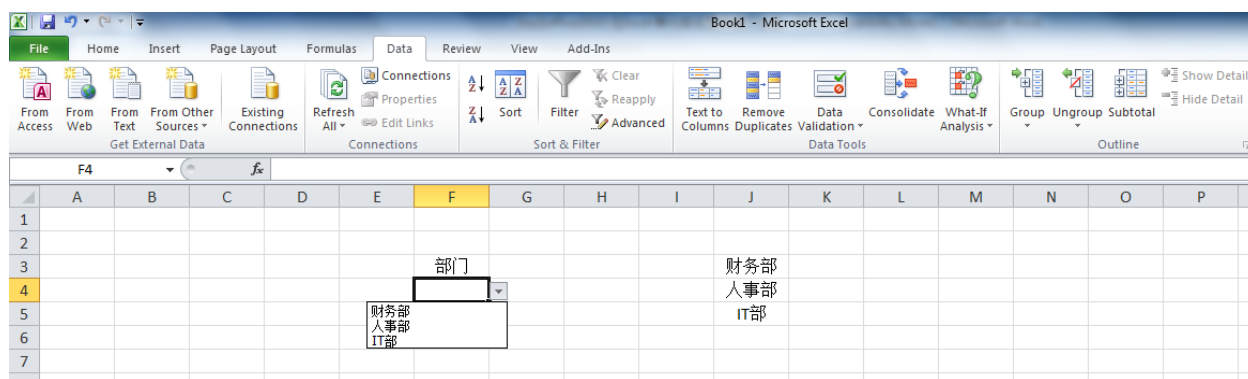 Book1 - Microsoft Excel
File Home Insert Page Layout Formulas Data Review View Add-Ins
From Access
From Web
From Text
From Other Sources
Existing Connections
Get External Data
Refresh All
Connections
Properties
Edit Links
Connections
Sort
Filter
Clear
Reapply
Advanced
Sort & Filter
Text to Columns
Remove Duplicates
Data Validation
Consolidate
What-If Analysis
Data Tools
Group
Ungroup
Subtotal
Show Detail
Hide Detail
Outline
F4 fx
A B C D E F G H I J K L M N O P
1
2
3 部门 财务部
4 人事部
5 IT部
财务部
人事部
IT部
6
7